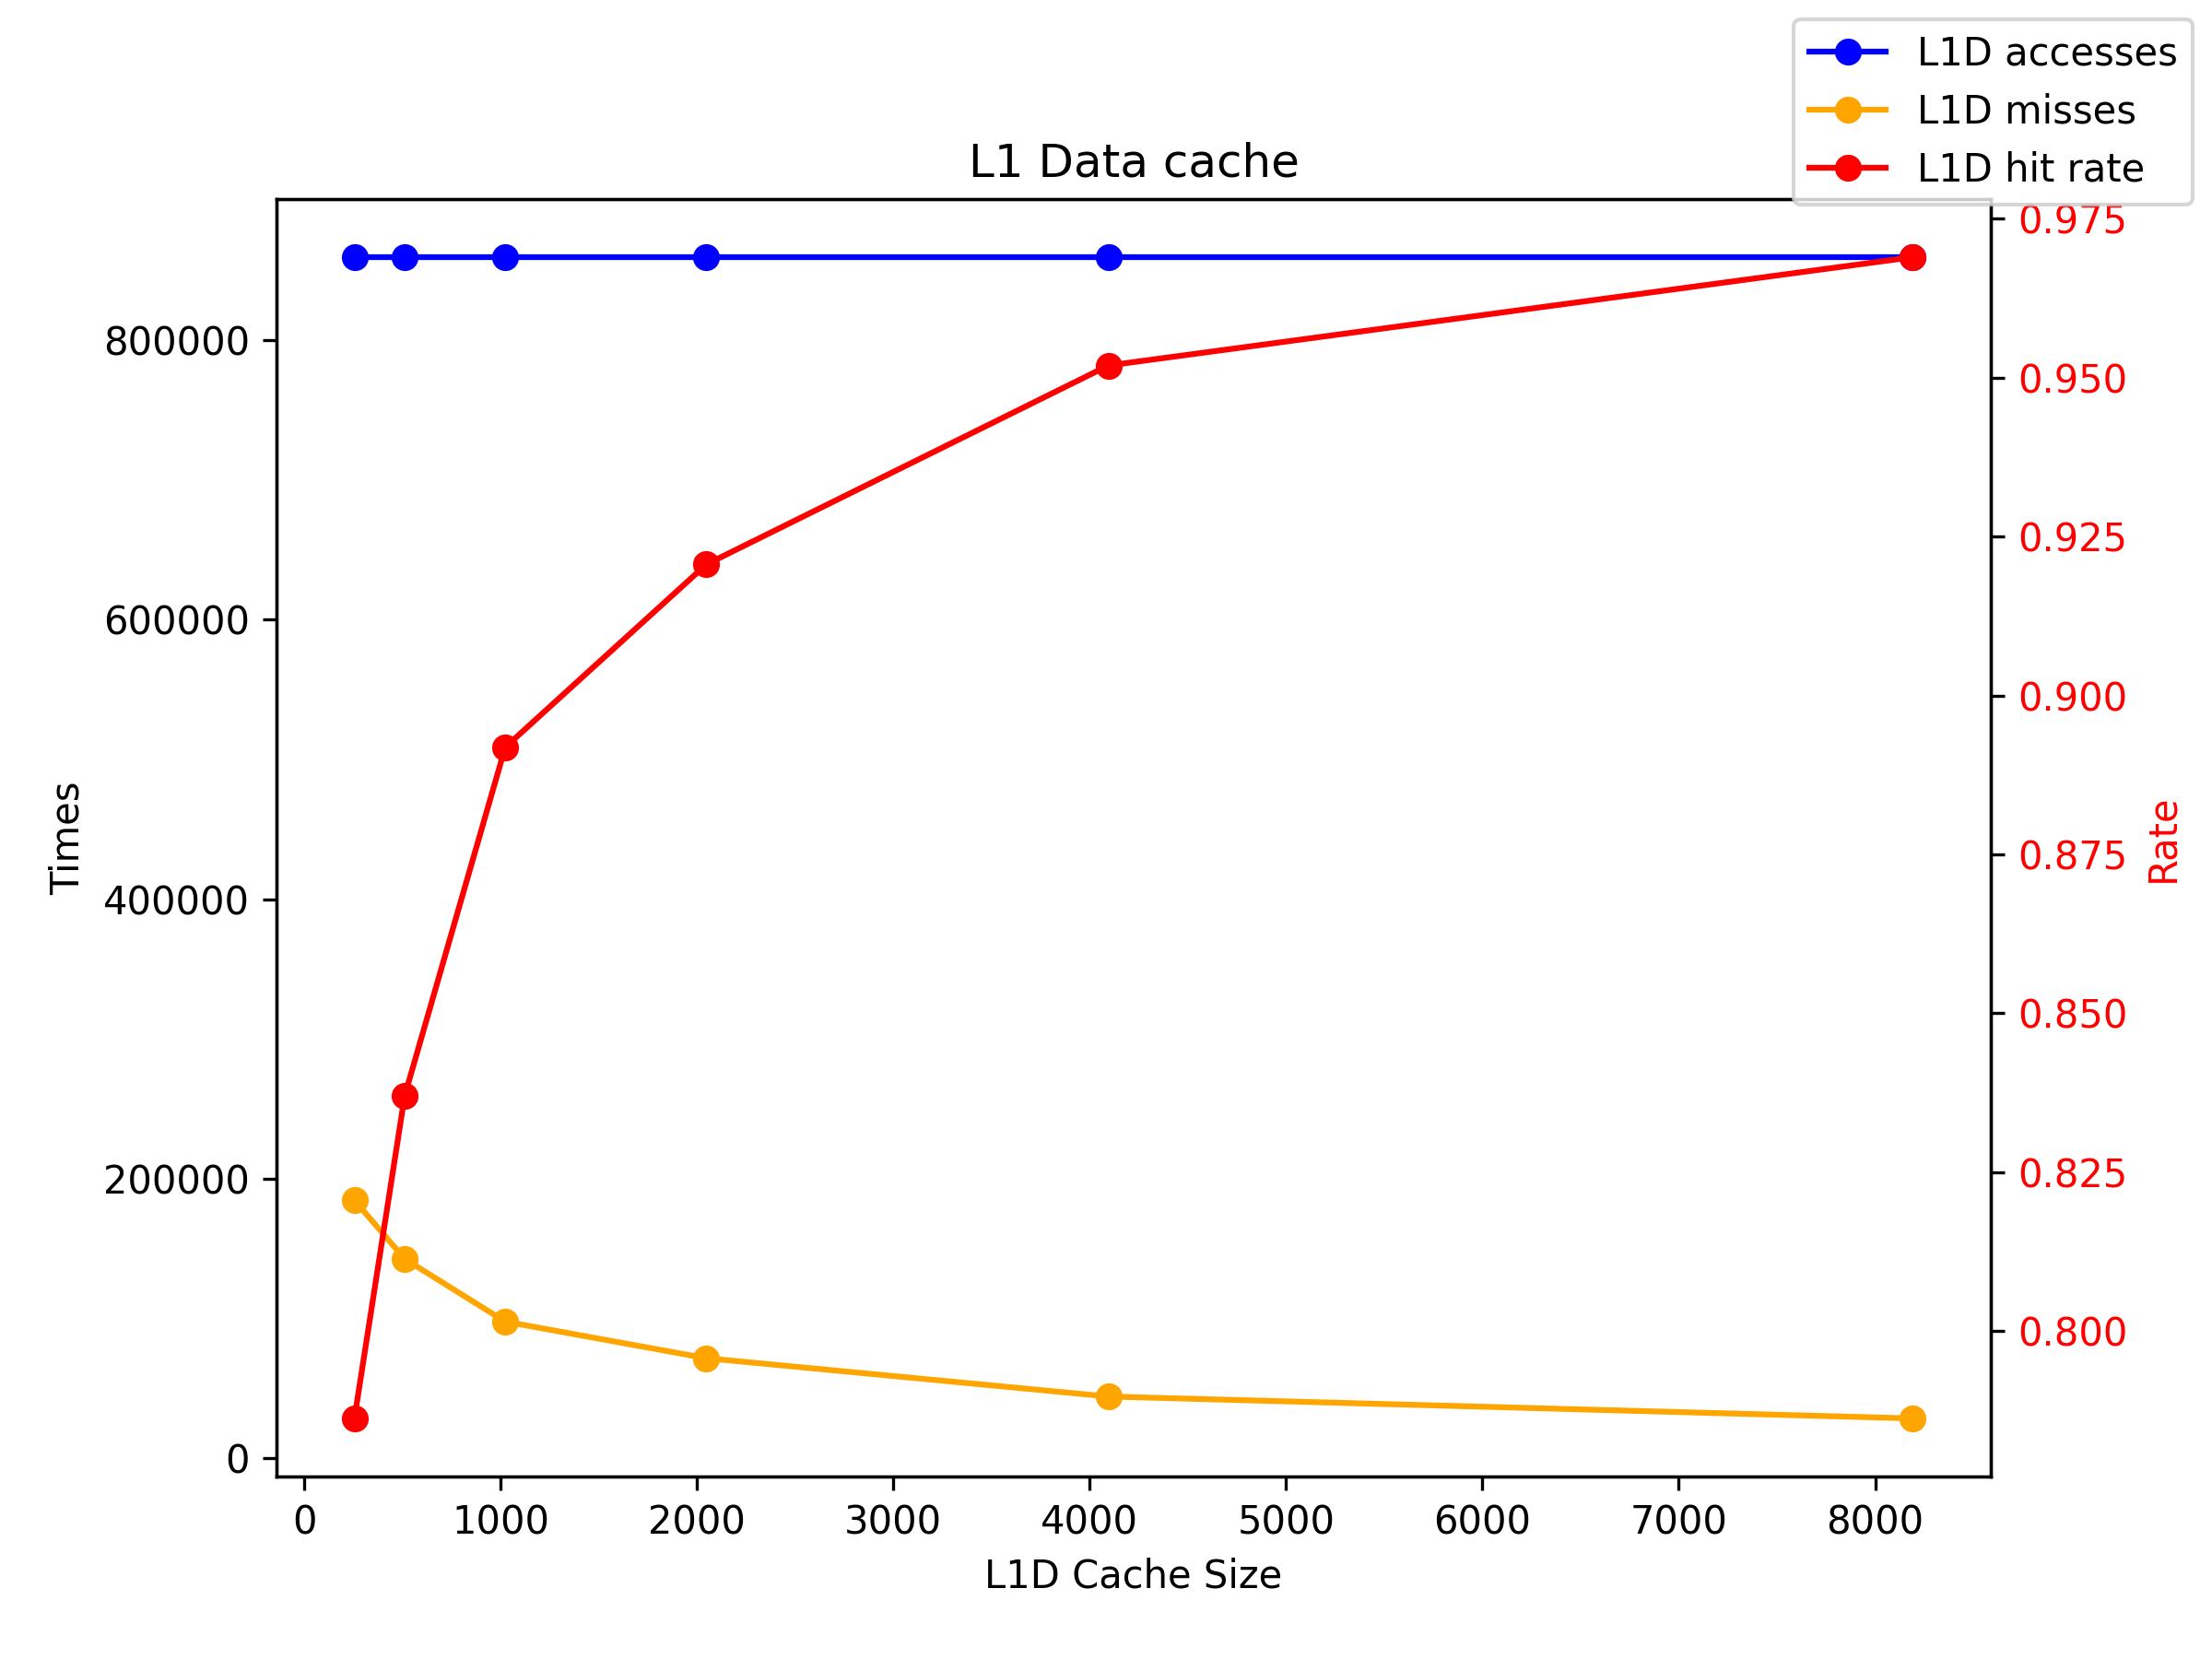 L1D accesses
L1D misses
L1D hit rate
L1 Data cache
Times
800000
600000
400000
200000
0
0.975
0.950
0.925
0.900
0.875
0.850
0.825
0.800
Rate
0 1000 2000 3000 4000 5000 6000 7000 8000
L1D Cache Size